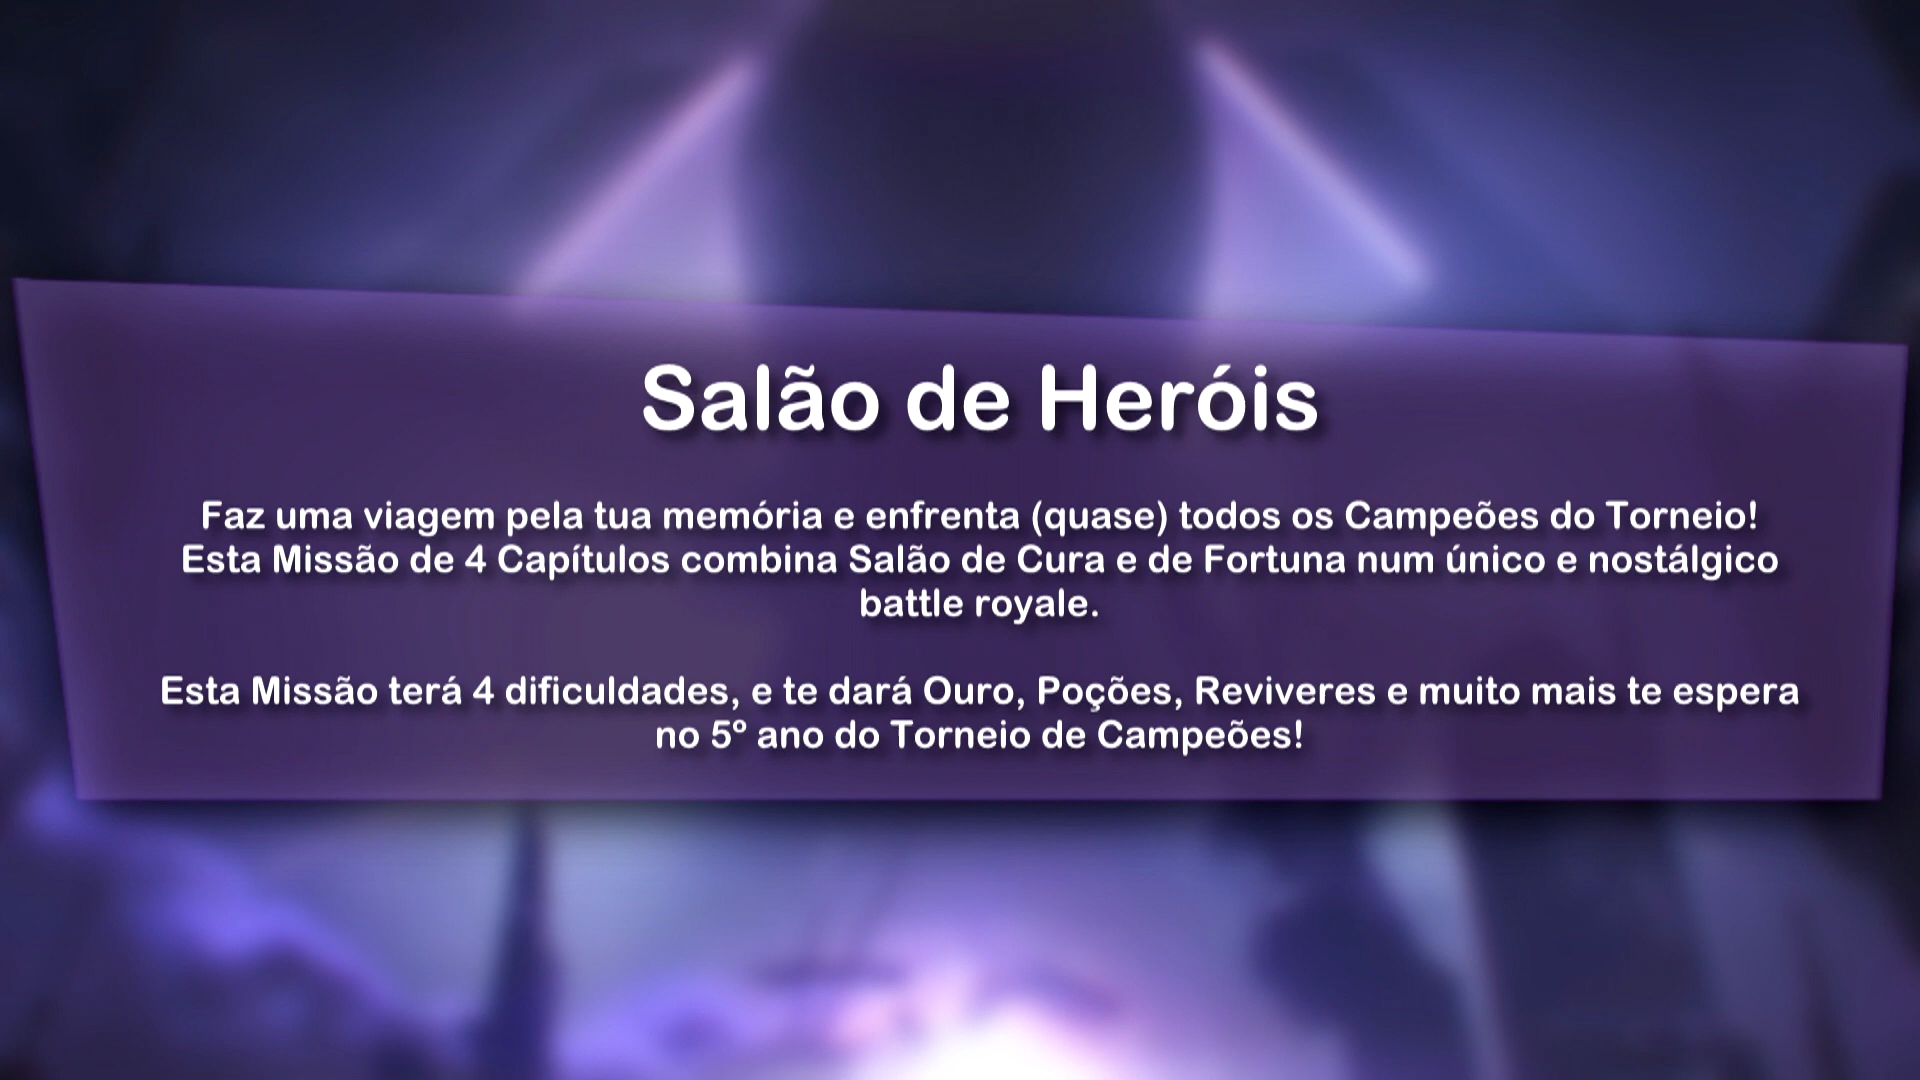 Salão de Heróis
Faz uma viagem pela tua memória e enfrenta (quase) todos os Campeões do Torneio!
Esta Missão de 4 Capítulos combina Salão de Cura e de Fortuna num único e nostálgico
battle royale.
Esta Missão terá 4 dificuldades, e te dará Ouro, Poções, Reviveres e muito mais te espera
no 5º ano do Torneio de Campeões!